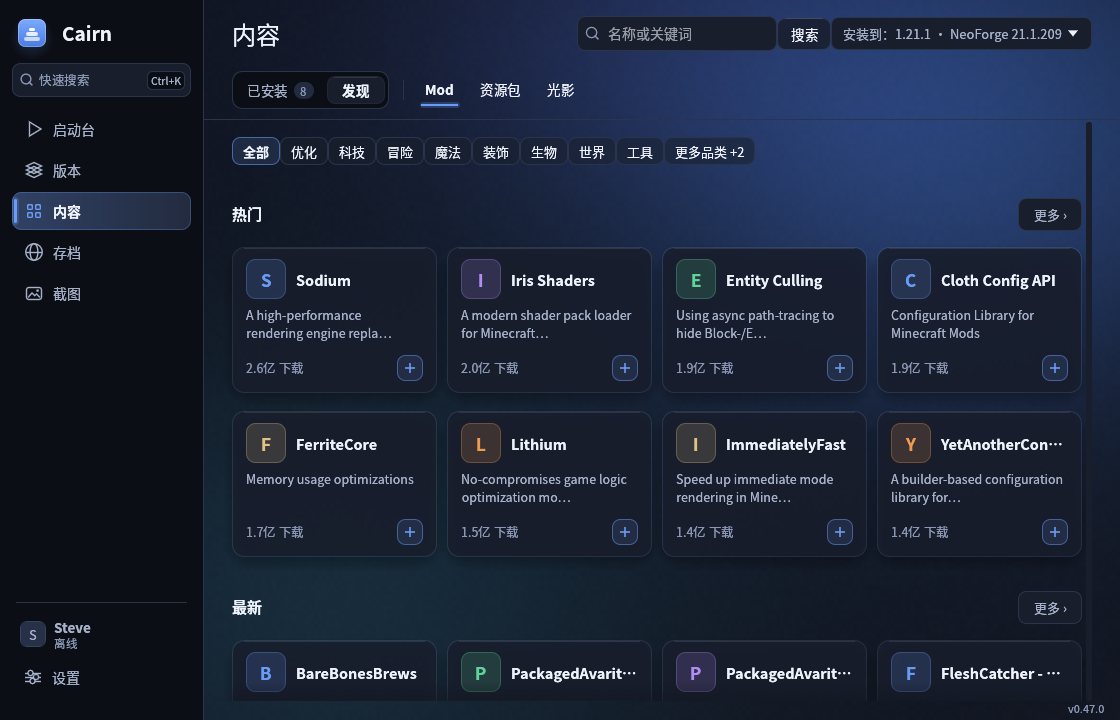 Cairn
快速搜索
Ctrl+K
启动台
版本
内容
存档
截图
S
Steve
离线
设置
内容
名称或关键词
搜索
安装到: 1.21.1 • NeoForge 21.1.209
已安装 8
发现
Mod
资源包
光影
全部
优化
科技
冒险
魔法
装饰
生物
世界
工具
更多品类 +2
热门
更多 ›
S
Sodium
A high-performance
rendering engine repla…
2.6亿 下载
+
I
Iris Shaders
A modern shader pack loader
for Minecraft…
2.0亿 下载
+
E
Entity Culling
Using async path-tracing to
hide Block-/E…
1.9亿 下载
+
C
Cloth Config API
Configuration Library for
Minecraft Mods
1.9亿 下载
+
F
FerriteCore
Memory usage optimizations
1.7亿 下载
+
L
Lithium
No-compromises game logic
optimization mo…
1.5亿 下载
+
I
ImmediatelyFast
Speed up immediate mode
rendering in Mine…
1.4亿 下载
+
Y
YetAnotherCon…
A builder-based configuration
library for…
1.4亿 下载
+
最新
更多 ›
B
BareBonesBrews
P
PackagedAvarit…
P
PackagedAvarit…
F
FleshCatcher - …
v0.47.0